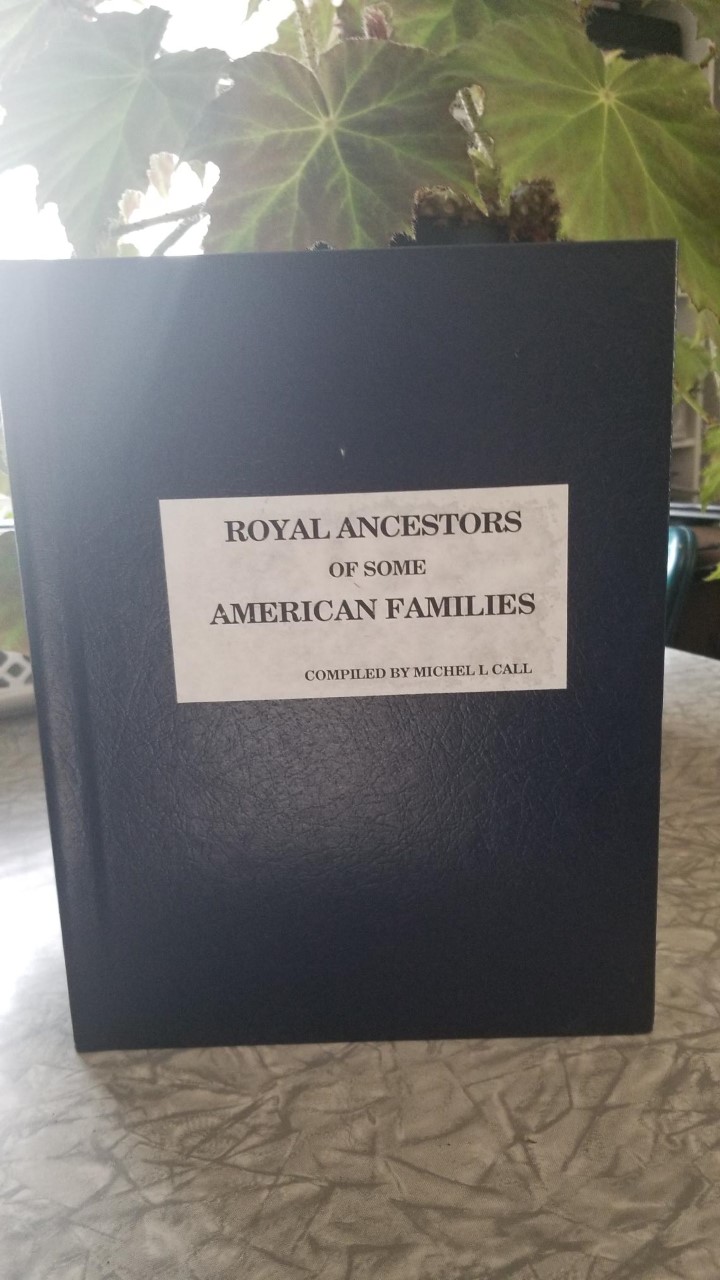 ROYAL ANCESTORS
OF SOME
AMERICAN FAMILIES
COMPILED BY MICHEL L CALL